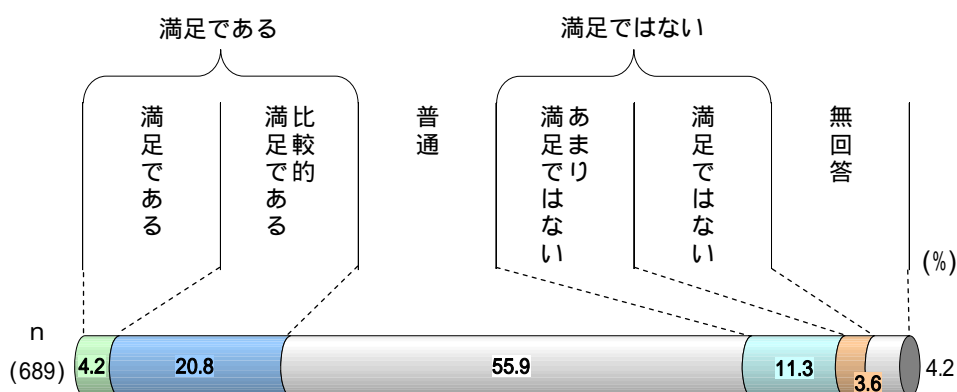 満足である
満足ではない
満足である
比較的
満足である
普通
あまり
満足ではない
満足ではない
無回答
(%)
n
(689)
4.2
20.8
55.9
11.3
3.6
4.2